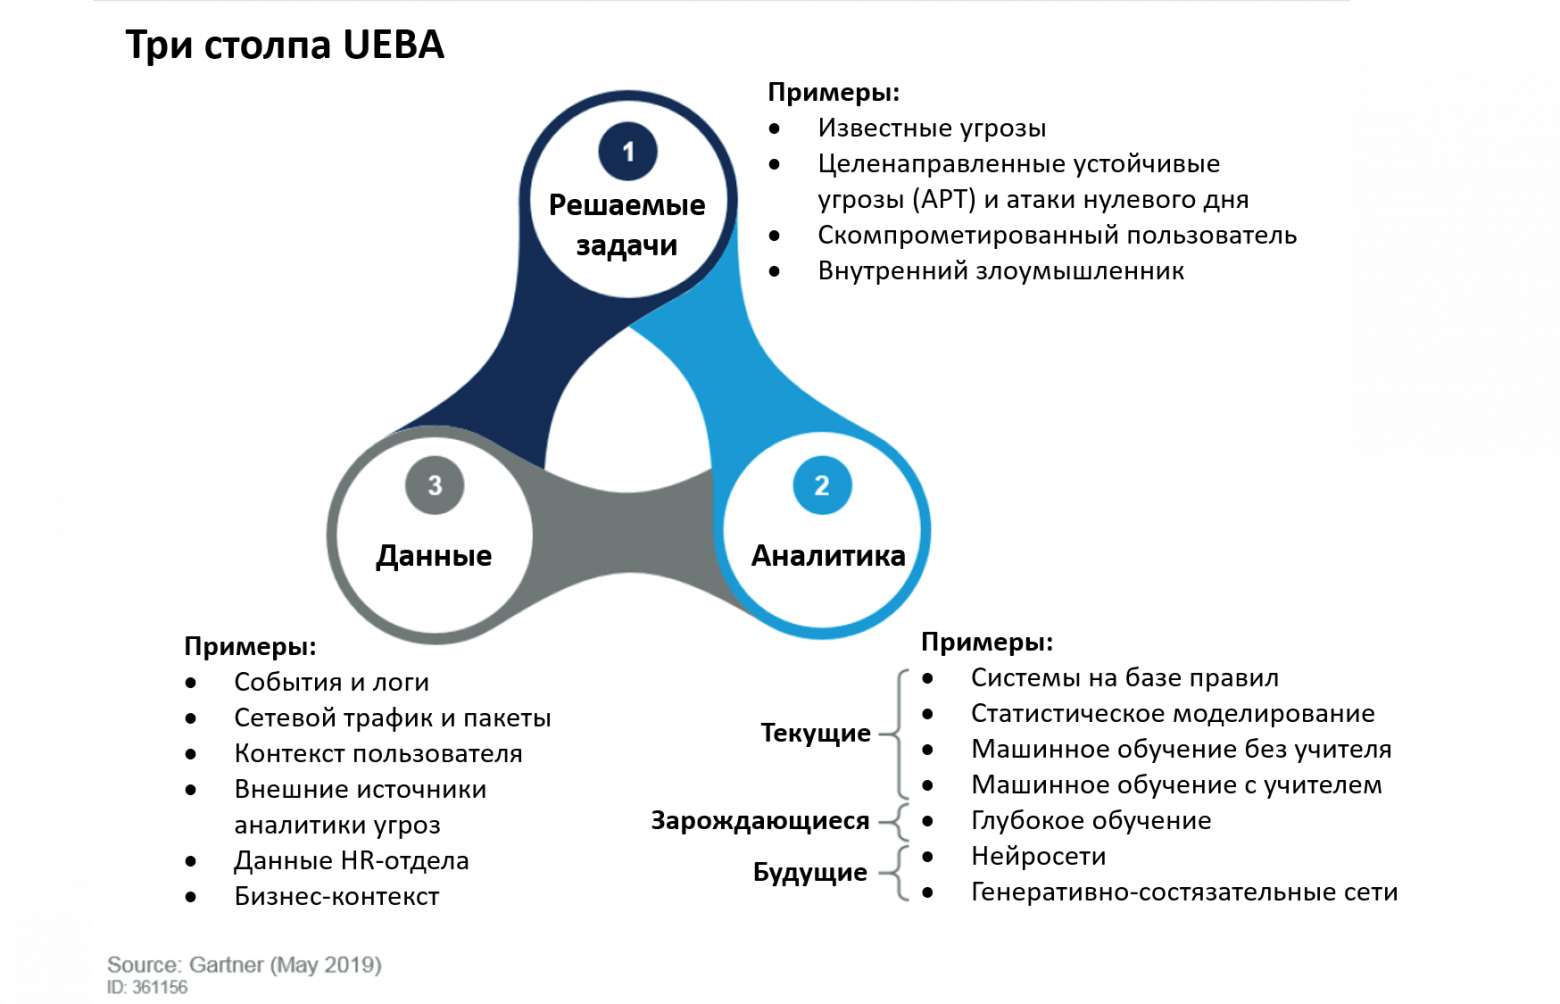 Три столпа UEBA
1
Решаемые
задачи
Примеры:
• Известные угрозы
• Целенаправленные устойчивые
угрозы (APT) и атаки нулевого дня
• Скомпрометированный пользователь
• Внутренний злоумышленник
2
Аналитика
Примеры:
Текущие
• Системы на базе правил
• Статистическое моделирование
• Машинное обучение без учителя
• Машинное обучение с учителем
Зарождающиеся
• Глубокое обучение
Будущие
• Нейросети
• Генеративно-состязательные сети
3
Данные
Примеры:
• События и логи
• Сетевой трафик и пакеты
• Контекст пользователя
• Внешние источники
аналитики угроз
• Данные HR-отдела
• Бизнес-контекст
Source: Gartner (May 2019)
ID: 361156